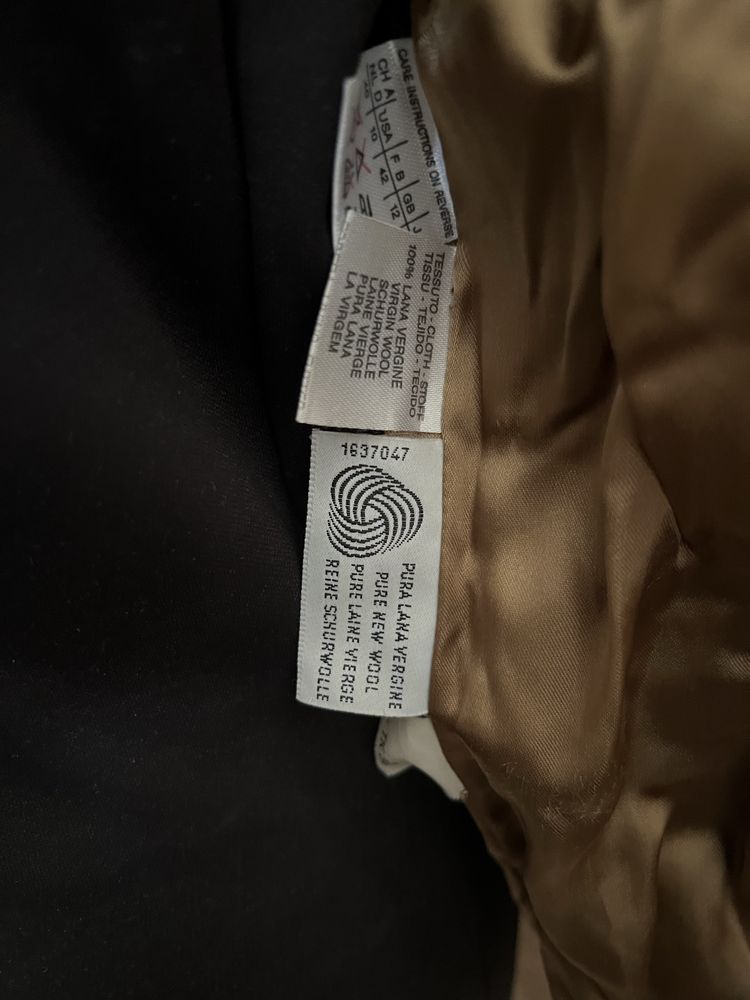 CARE INSTRUCTIONS ON REVERSE
CH A USA F B GB
NL D
10 42 12
TESSUTO - CLOTH - STOFF
TISSU - TEJIDO - TECIDO
100% LANA VERGINE
VIRGIN WOOL
SCHURWOLLE
LAINE VIERGE
PURA LANA
LA VIRGEM
1637047
PURA LANA VERGINE
PURE NEW WOOL
PURE LAINE VIERGE
REINE SCHURWOLLE